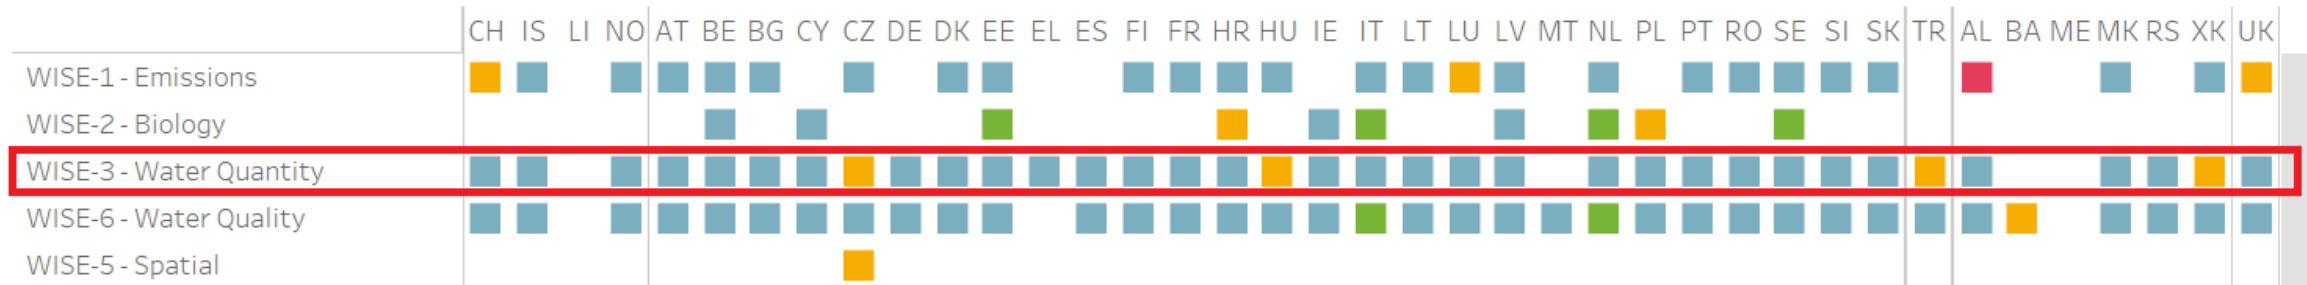 CH IS LI NO AT BE BG CY CZ DE DK EE EL ES FI FR HR HU IE IT LT LU LV MT NL PL PT RO SE SI SK TR AL BA ME MK RS XK UK
WISE-1 - Emissions
WISE-2 - Biology
WISE-3 - Water Quantity
WISE-6 - Water Quality
WISE-5 - Spatial